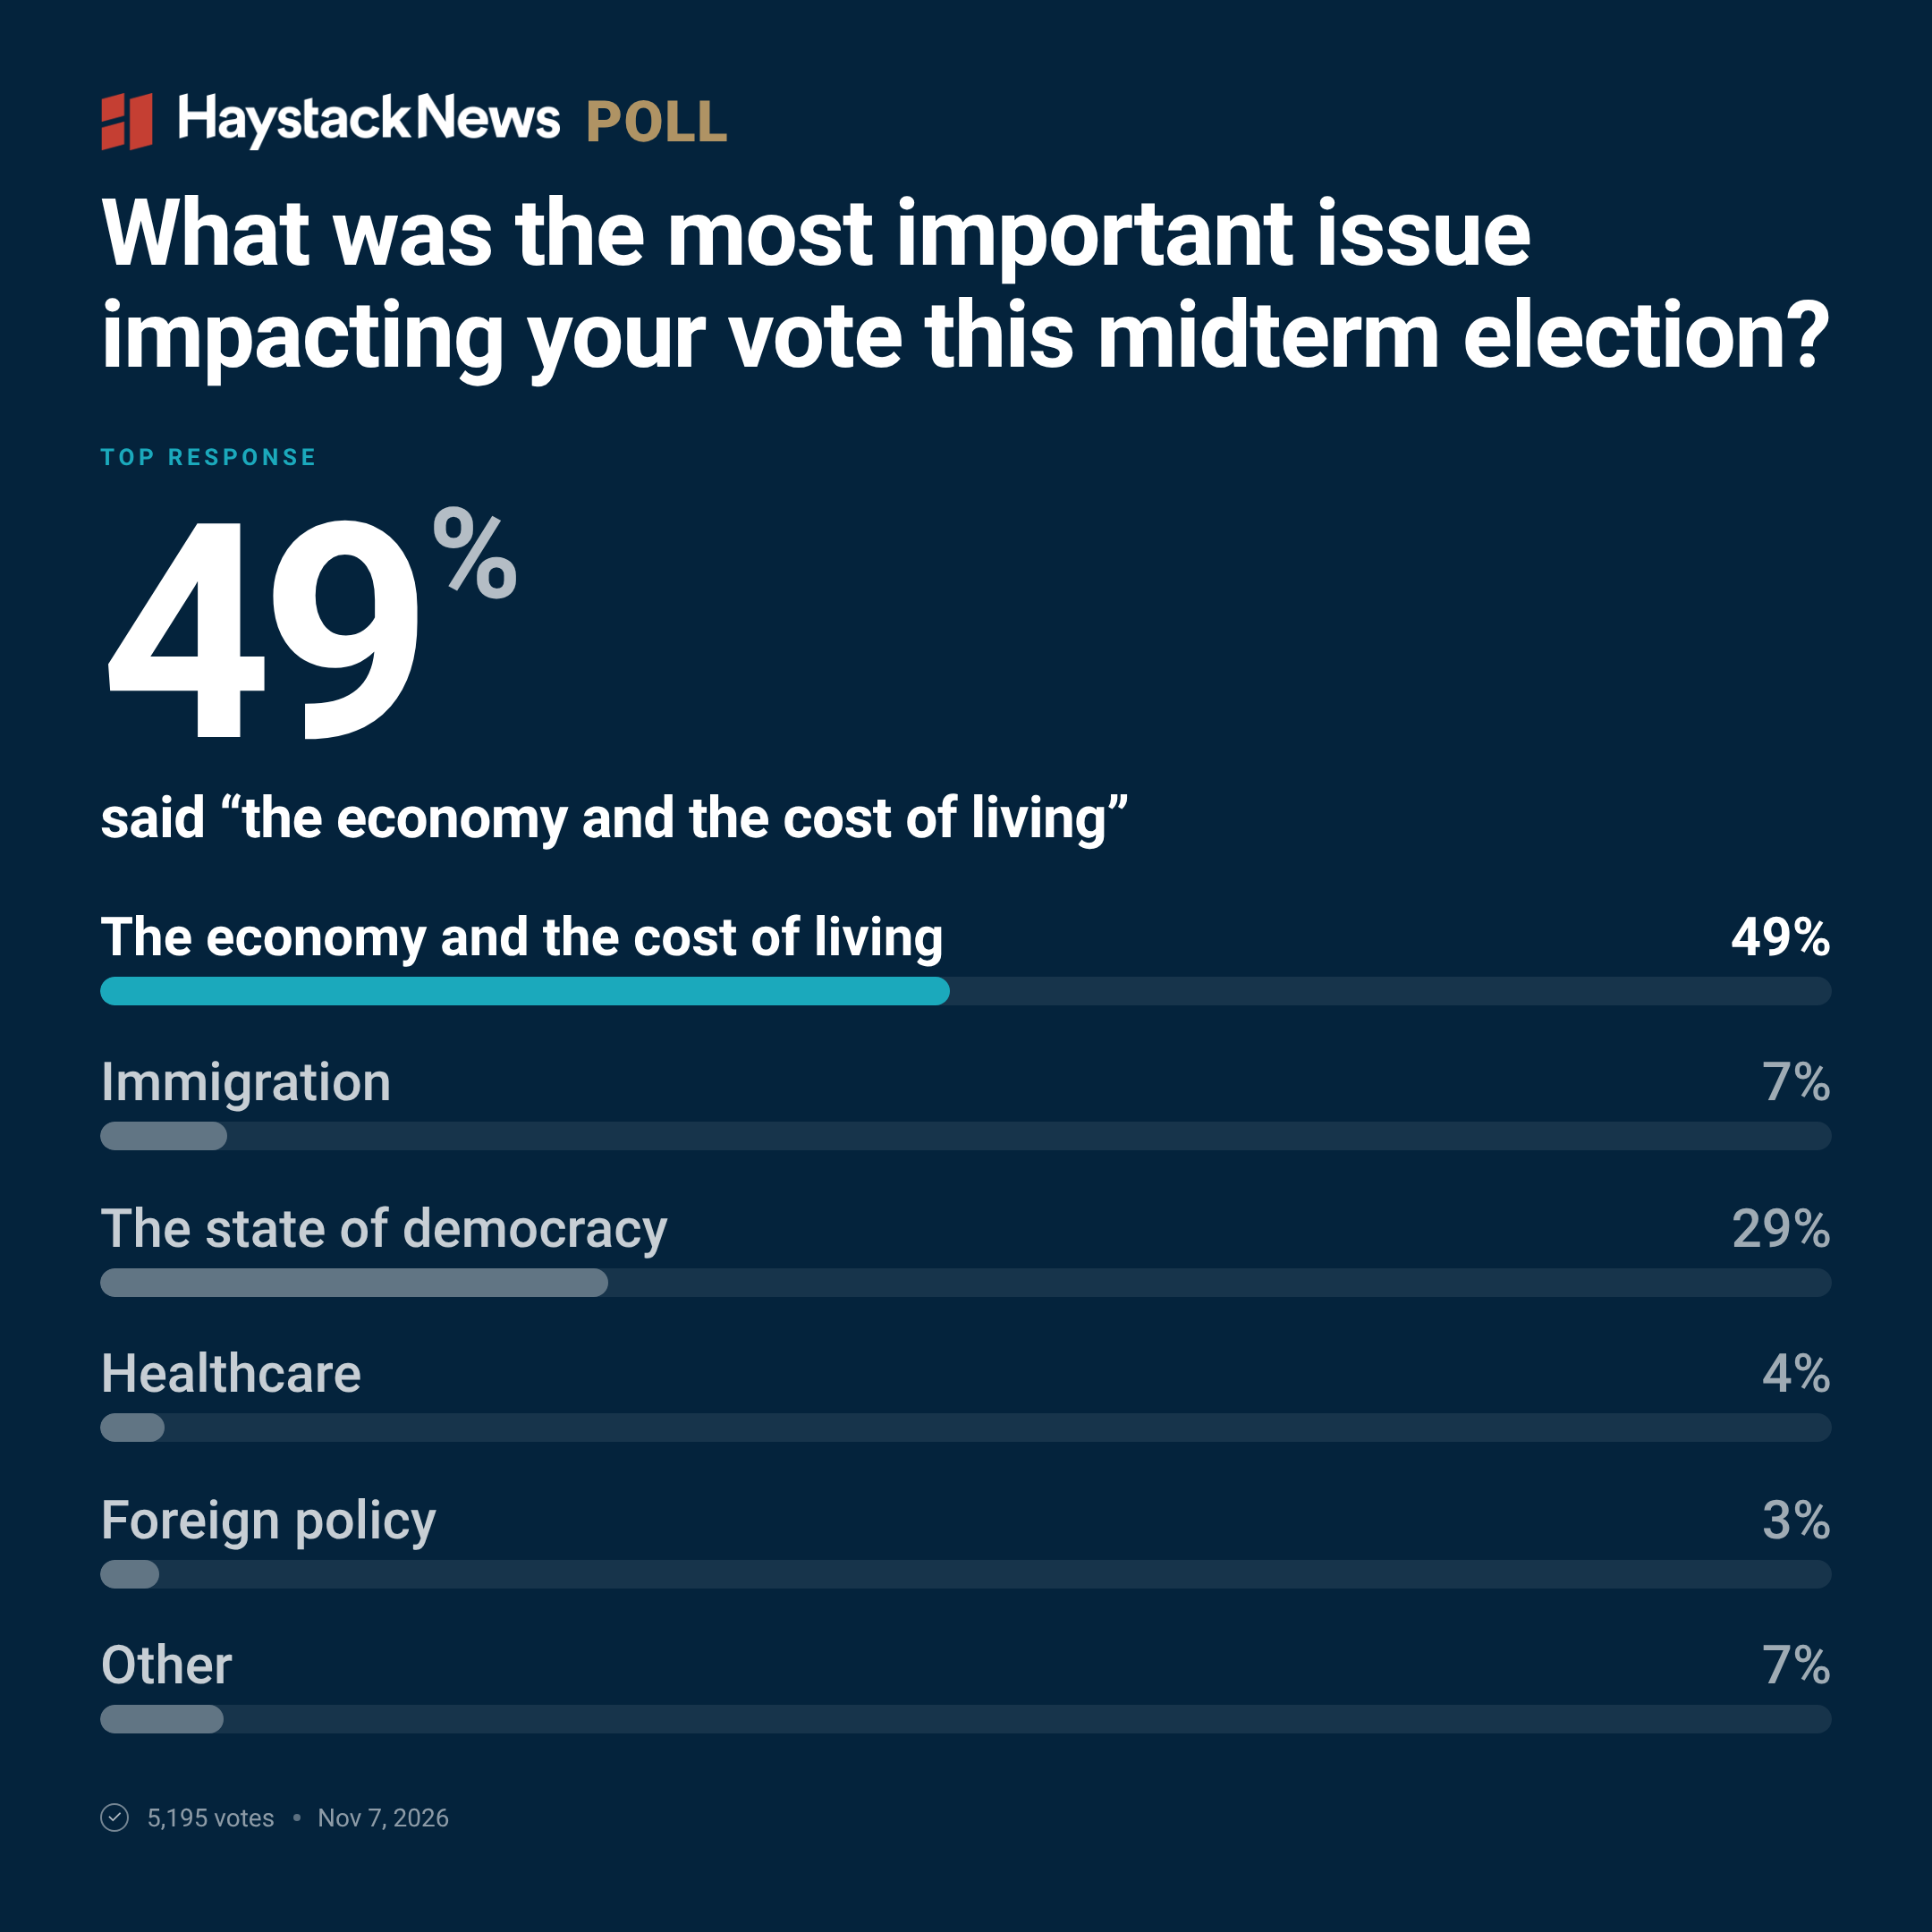 HaystackNews POLL
What was the most important issue
impacting your vote this midterm election?
TOP RESPONSE
49%
said “the economy and the cost of living”
The economy and the cost of living 49%
Immigration 7%
The state of democracy 29%
Healthcare 4%
Foreign policy 3%
Other 7%
5,195 votes • Nov 7, 2026